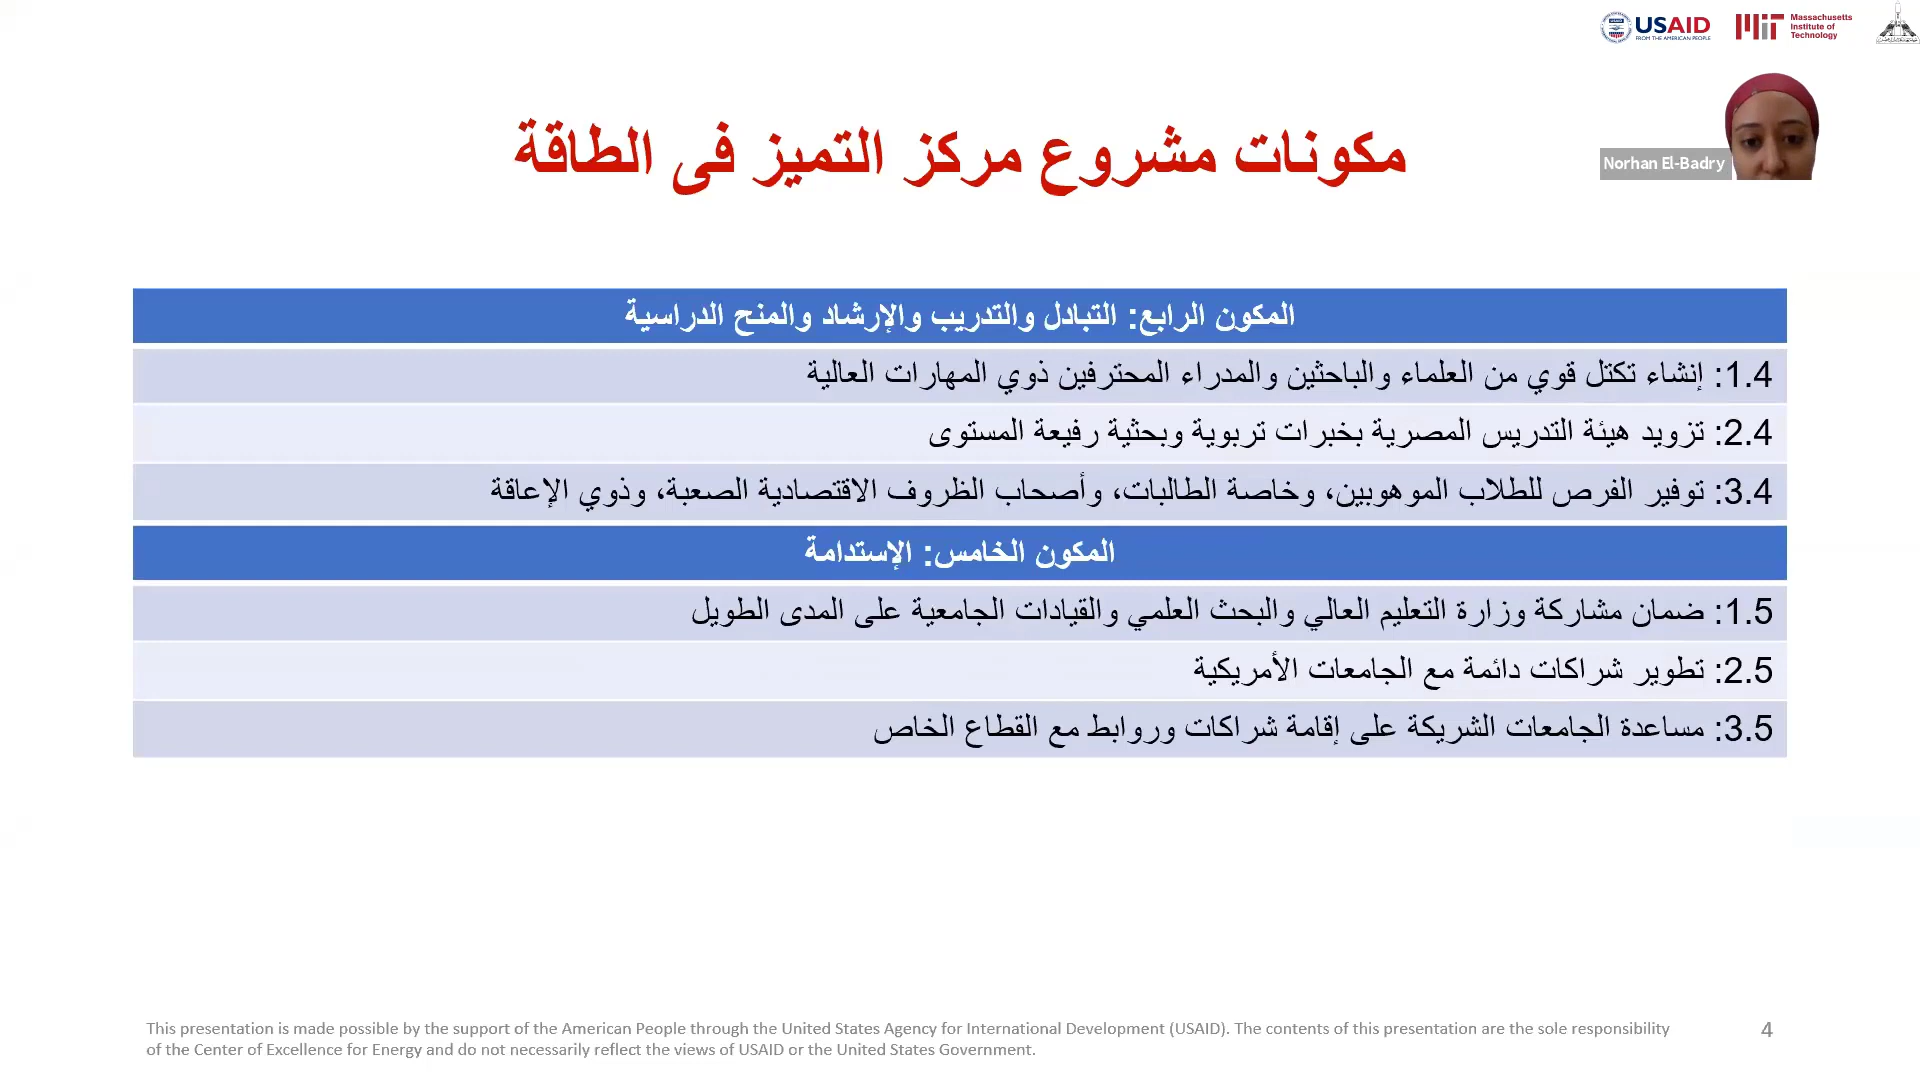 USAID
FROM THE AMERICAN PEOPLE
Massachusetts
Institute of
Technology
مكونات مشروع مركز التميز فى الطاقة
Norhan El-Badry
المكون الرابع: التبادل والتدريب والإرشاد والمنح الدراسية
1.4: إنشاء تكتل قوي من العلماء والباحثين والمدراء المحترفين ذوي المهارات العالية
2.4: تزويد هيئة التدريس المصرية بخبرات تربوية وبحثية رفيعة المستوى
3.4: توفير الفرص للطلاب الموهوبين، وخاصة الطالبات، وأصحاب الظروف الاقتصادية الصعبة، وذوي الإعاقة
المكون الخامس: الإستدامة
1.5: ضمان مشاركة وزارة التعليم العالي والبحث العلمي والقيادات الجامعية على المدى الطويل
2.5: تطوير شراكات دائمة مع الجامعات الأمريكية
3.5: مساعدة الجامعات الشريكة على إقامة شراكات وروابط مع القطاع الخاص
This presentation is made possible by the support of the American People through the United States Agency for International Development (USAID). The contents of this presentation are the sole responsibility
of the Center of Excellence for Energy and do not necessarily reflect the views of USAID or the United States Government.
4